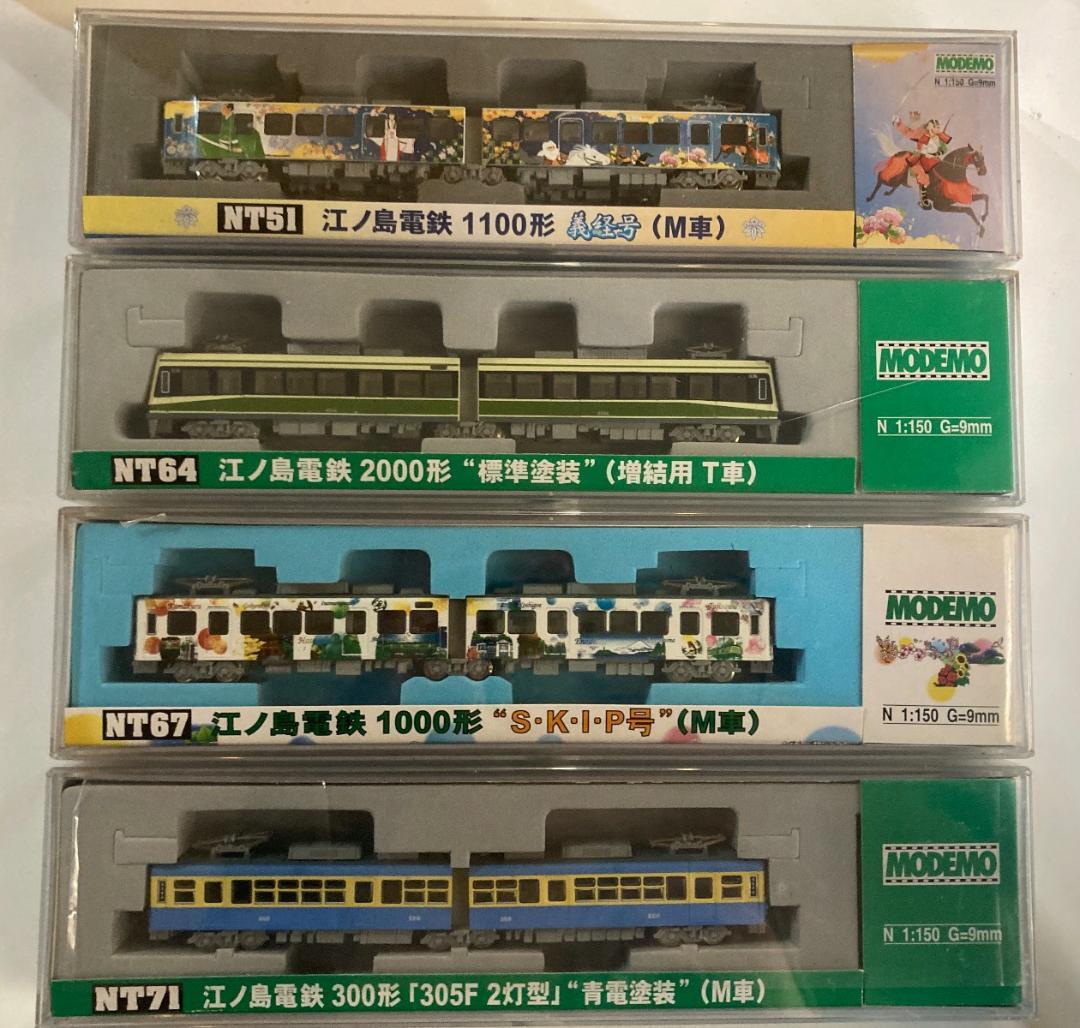 MODEMO
N 1:150 G=9mm
NT51 江ノ島電鉄 1100形 義経号 (M車)
MODEMO
N 1:150 G=9mm
NT64 江ノ島電鉄 2000形 “標準塗装” (増結用 T車)
MODEMO
N 1:150 G=9mm
NT67 江ノ島電鉄 1000形 “S・K・I・P号” (M車)
MODEMO
N 1:150 G=9mm
NT71 江ノ島電鉄 300形 「305F 2灯型」 “青電塗装” (M車)